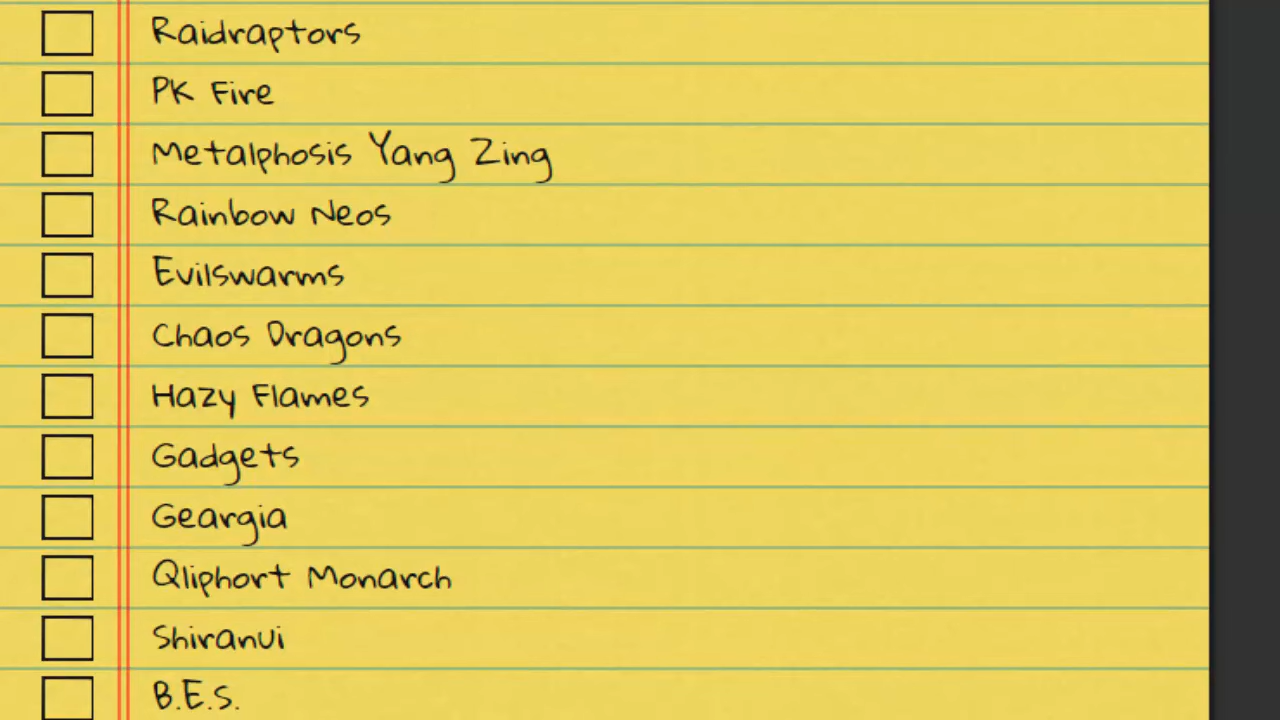 Raidraptors
PK Fire
Metalphosis Yang Zing
Rainbow Neos
Evilswarms
Chaos Dragons
Hazy Flames
Gadgets
Geargia
Qliphort Monarch
Shiranui
B.E.S.